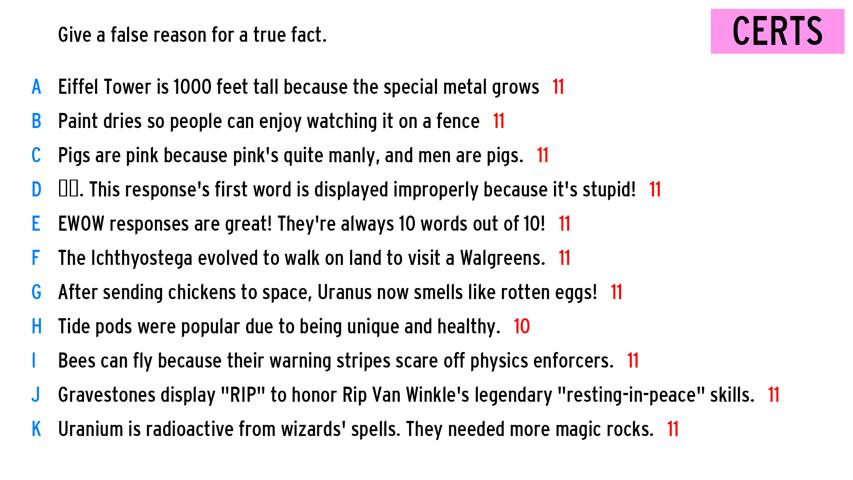 Give a false reason for a true fact.
CERTS
A Eiffel Tower is 1000 feet tall because the special metal grows 11
B Paint dries so people can enjoy watching it on a fence 11
C Pigs are pink because pink's quite manly, and men are pigs. 11
D ▯▯. This response's first word is displayed improperly because it's stupid! 11
E EWOW responses are great! They're always 10 words out of 10! 11
F The Ichthyostega evolved to walk on land to visit a Walgreens. 11
G After sending chickens to space, Uranus now smells like rotten eggs! 11
H Tide pods were popular due to being unique and healthy. 10
I Bees can fly because their warning stripes scare off physics enforcers. 11
J Gravestones display "RIP" to honor Rip Van Winkle's legendary "resting-in-peace" skills. 11
K Uranium is radioactive from wizards' spells. They needed more magic rocks. 11